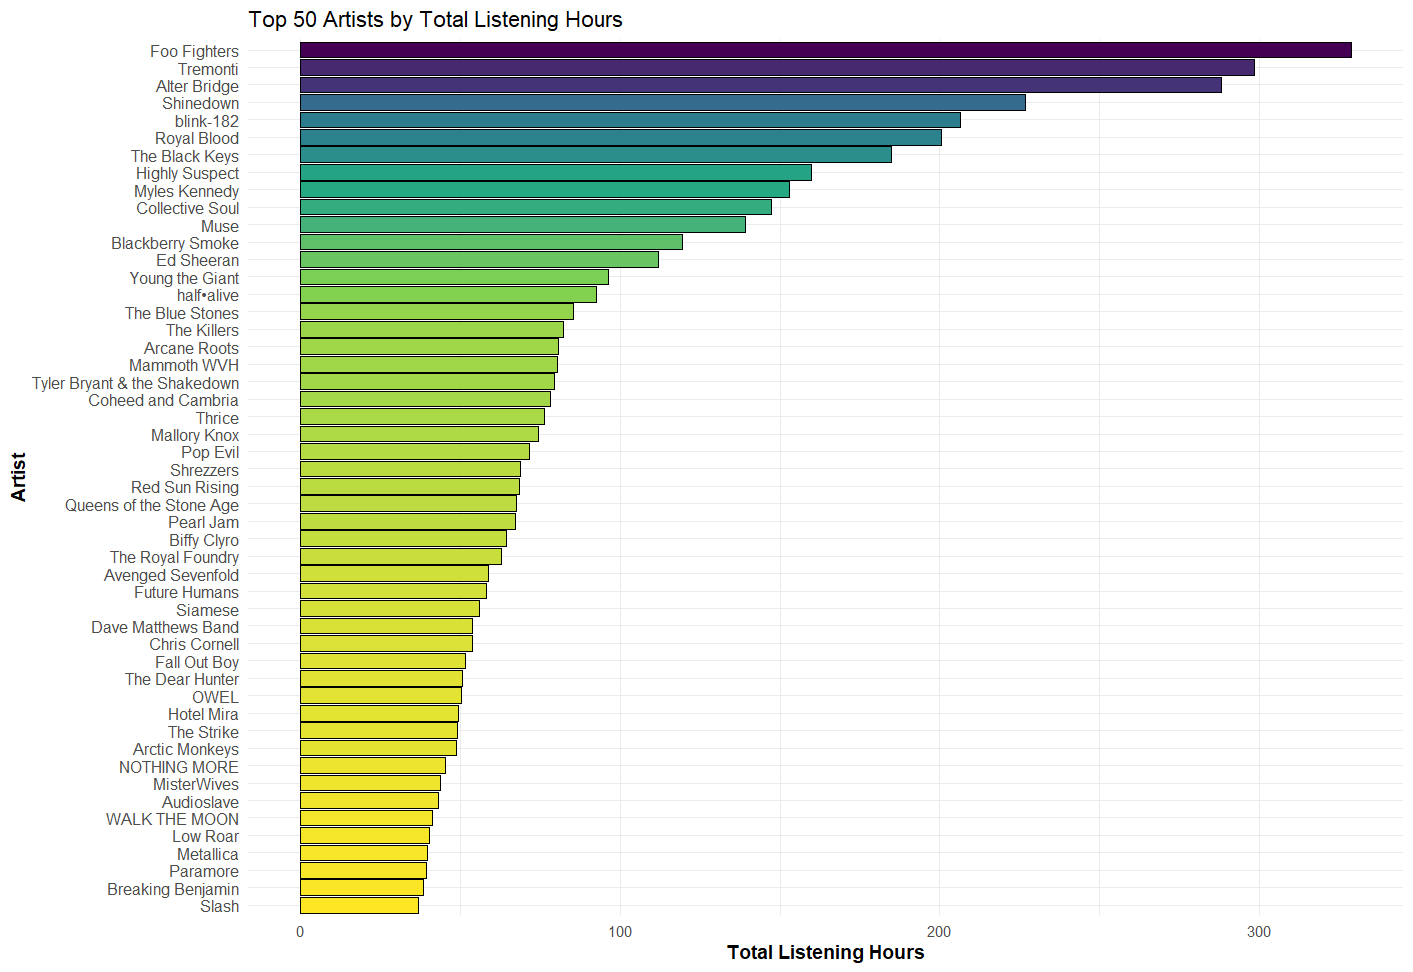 Top 50 Artists by Total Listening Hours
Artist
Foo Fighters
Tremonti
Alter Bridge
Shinedown
blink-182
Royal Blood
The Black Keys
Highly Suspect
Myles Kennedy
Collective Soul
Muse
Blackberry Smoke
Ed Sheeran
Young the Giant
half•alive
The Blue Stones
The Killers
Arcane Roots
Mammoth WVH
Tyler Bryant & the Shakedown
Coheed and Cambria
Thrice
Mallory Knox
Pop Evil
Shrezzers
Red Sun Rising
Queens of the Stone Age
Pearl Jam
Biffy Clyro
The Royal Foundry
Avenged Sevenfold
Future Humans
Siamese
Dave Matthews Band
Chris Cornell
Fall Out Boy
The Dear Hunter
OWEL
Hotel Mira
The Strike
Arctic Monkeys
NOTHING MORE
MisterWives
Audioslave
WALK THE MOON
Low Roar
Metallica
Paramore
Breaking Benjamin
Slash
0 100 200 300
Total Listening Hours